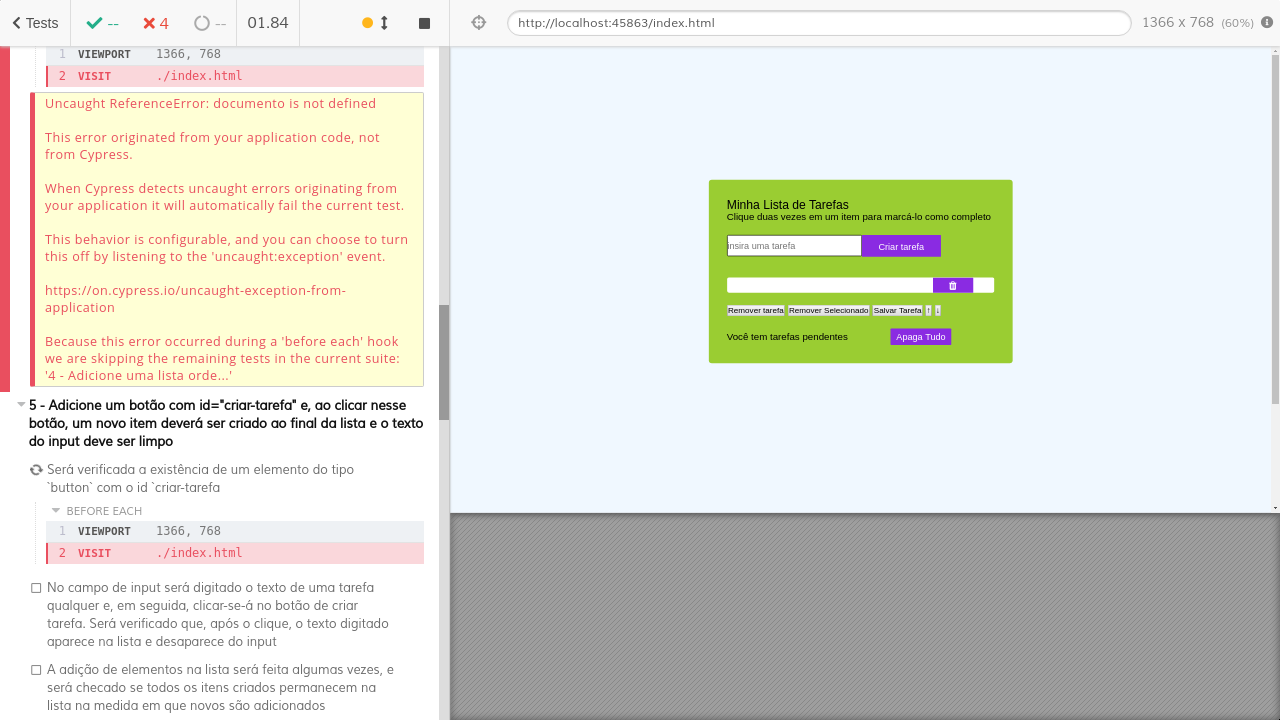 Tests
--
4
--
01.84
http://localhost:45863/index.html
1366 x 768 (60%)
1 VIEWPORT 1366, 768
2 VISIT ./index.html
Uncaught ReferenceError: documento is not defined
This error originated from your application code, not
from Cypress.
When Cypress detects uncaught errors originating from
your application it will automatically fail the current test.
This behavior is configurable, and you can choose to turn
this off by listening to the 'uncaught:exception' event.
https://on.cypress.io/uncaught-exception-from-
application
Because this error occurred during a 'before each' hook
we are skipping the remaining tests in the current suite:
'4 - Adicione uma lista orde...'
5 - Adicione um botão com id="criar-tarefa" e, ao clicar nesse
botão, um novo item deverá ser criado ao final da lista e o texto
do input deve ser limpo
Será verificada a existência de um elemento do tipo
`button` com o id `criar-tarefa
BEFORE EACH
1 VIEWPORT 1366, 768
2 VISIT ./index.html
No campo de input será digitado o texto de uma tarefa
qualquer e, em seguida, clicar-se-á no botão de criar
tarefa. Será verificado que, após o clique, o texto digitado
aparece na lista e desaparece do input
A adição de elementos na lista será feita algumas vezes, e
será checado se todos os itens criados permanecem na
lista na medida em que novos são adicionados
Minha Lista de Tarefas
Clique duas vezes em um item para marcá-lo como completo
insira uma tarefa
Criar tarefa
Remover tarefa Remover Selecionado Salvar Tarefa ↑ ↓
Você tem tarefas pendentes
Apaga Tudo